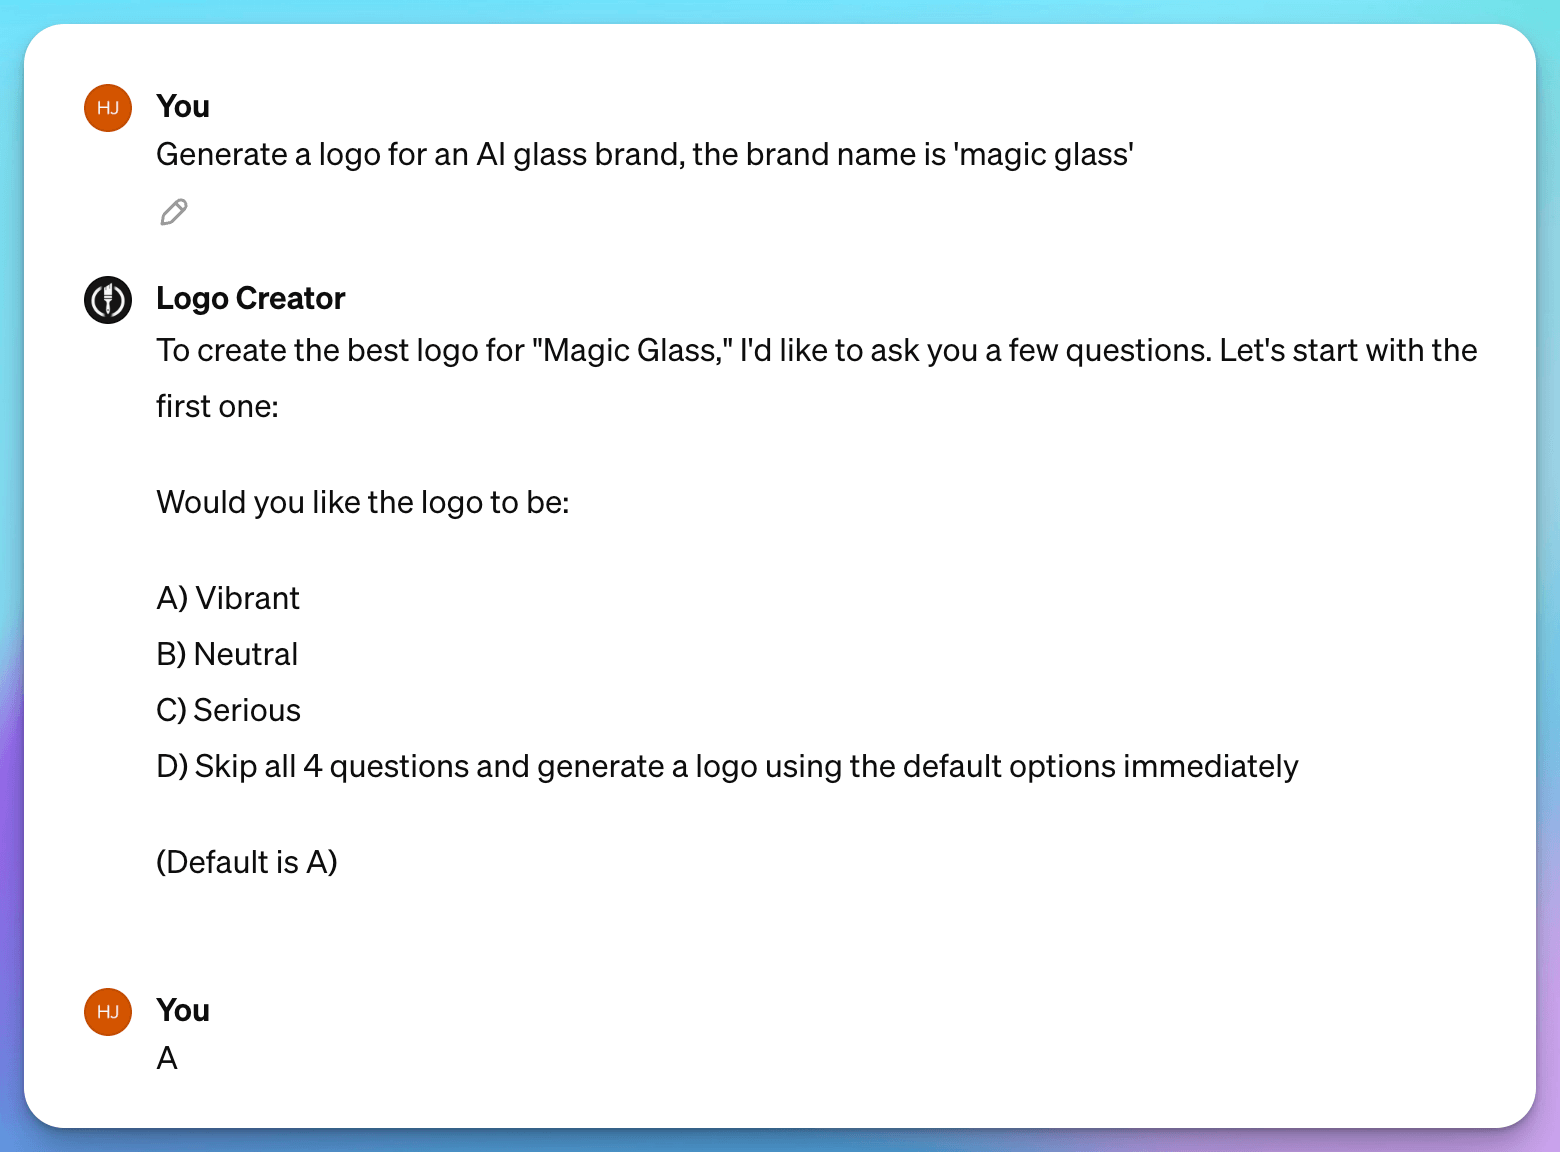 HJ
You
Generate a logo for an AI glass brand, the brand name is 'magic glass'
Logo Creator
To create the best logo for "Magic Glass," I'd like to ask you a few questions. Let's start with the
first one:
Would you like the logo to be:
A) Vibrant
B) Neutral
C) Serious
D) Skip all 4 questions and generate a logo using the default options immediately
(Default is A)
HJ
You
A